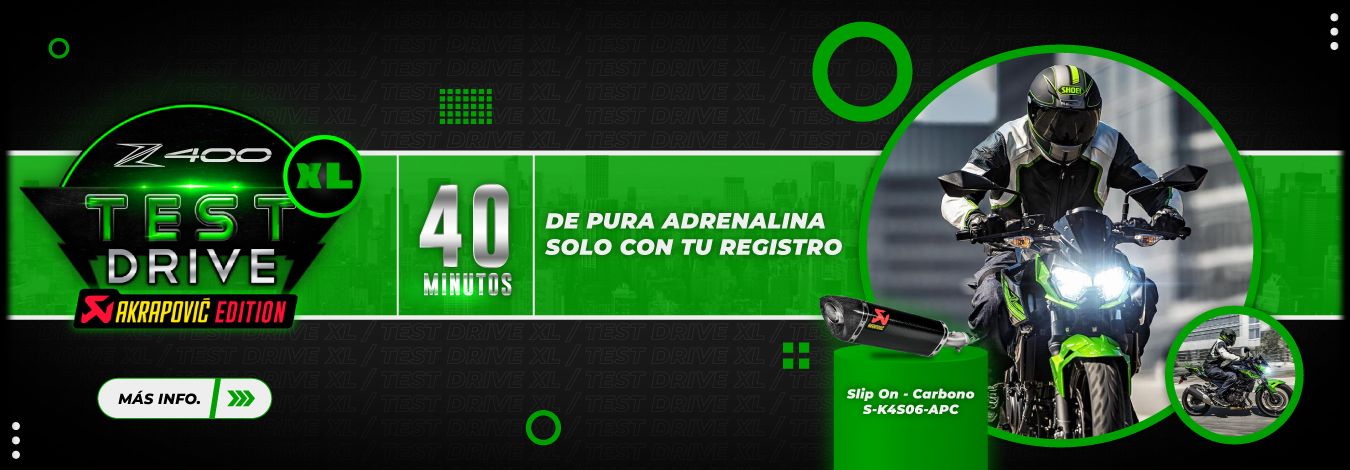 TEST DRIVE XL / TEST DRIVE XL / TEST DRIVE XL / TEST DRIVE XL
Z400
XL
TEST
DRIVE
AKRAPOVIČ EDITION
MÁS INFO.
40
MINUTOS
DE PURA ADRENALINA
SOLO CON TU REGISTRO
SHOEI
AKRAPOVIČ
Slip On - Carbono
S-K4S06-APC